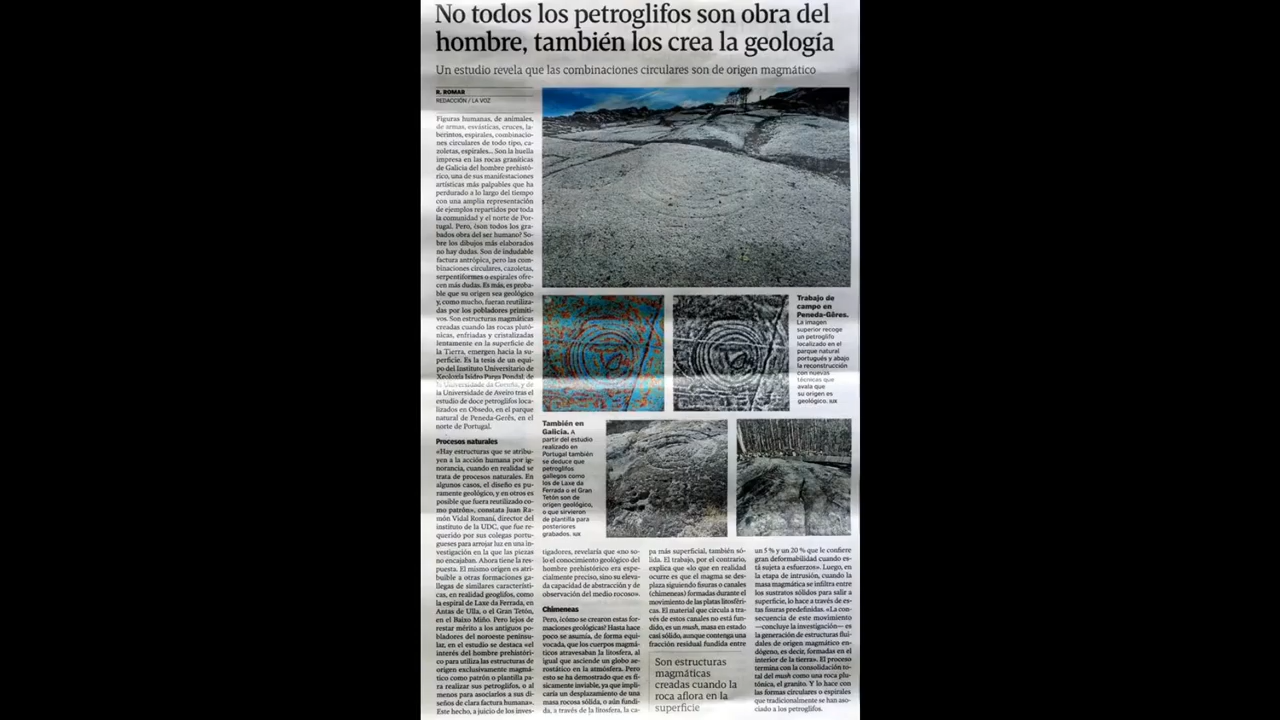 No todos los petroglifos son obra del
hombre, también los crea la geología
Un estudio revela que las combinaciones circulares son de origen magmático
R. ROMAR
REDACCIÓN / LA VOZ
Figuras humanas, de animales,
de armas, esvásticas, cruces, la-
berintos, espirales, combinacio-
nes circulares de todo tipo, ca-
zoletas, espirales... Son la huella
impresa en las rocas graníticas
de Galicia del hombre prehistó-
rico, una de sus manifestaciones
artísticas más palpables que ha
perdurado a lo largo del tiempo
con una amplia representación
de ejemplos repartidos por toda
la comunidad y el norte de Por-
tugal. Pero, ¿son todos los gra-
bados obra del ser humano? So-
bre los dibujos más elaborados
no hay dudas. Son de indudable
factura antrópica, pero las com-
binaciones circulares, cazoletas,
serpentiformes o espirales ofre-
cen más dudas. Es más, es proba-
ble que su origen sea geológico
y, como mucho, fueran reutiliza-
das por los pobladores primiti-
vos. Son estructuras magmáticas
creadas cuando las rocas plutó-
nicas, enfriadas y cristalizadas
lentamente en la superficie de
la Tierra, emergen hacia la su-
perficie. Es la tesis de un equi-
po del Instituto Universitario de
Xeoloxía Isidro Parga Pondal, de
la Universidade da Coruña, y de
la Universidade de Aveiro tras el
estudio de doce petroglifos loca-
lizados en Obsedo, en el parque
natural de Peneda-Gerês, en el
norte de Portugal.
Procesos naturales
«Hay estructuras que se atribu-
yen a la acción humana por ig-
norancia, cuando en realidad se
trata de procesos naturales. En
algunos casos, el diseño es pu-
ramente geológico, y en otros es
posible que fuera reutilizado co-
mo patrón», constata Juan Ra-
món Vidal Romaní, director del
instituto de la UDC, que fue re-
querido por sus colegas portu-
gueses para arrojar luz en una in-
vestigación en la que las piezas
no encajaban. Ahora tiene la res-
puesta. El mismo origen es atri-
buible a otras formaciones ga-
llegas de similares característi-
cas, en realidad geoglifos, como
la espiral de Laxe da Ferrada, en
Antas de Ulla, o el Gran Tetón,
en el Baixo Miño. Pero lejos de
restar mérito a los antiguos po-
bladores del noroeste peninsu-
lar, en el estudio se destaca «el
interés del hombre prehistóri-
co para utiliza las estructuras de
origen exclusivamente magmá-
tico como patrón o plantilla pa-
ra realizar sus petroglifos, o al
menos para asociarlos a sus di-
seños de clara factura humana».
Este hecho, a juicio de los inves-
Trabajo de
campo en
Peneda-Gêres.
La imagen
superior recoge
un petroglifo
localizado en el
parque natural
portugués y abajo
la reconstrucción
con nuevas
técnicas que
avala que
su origen es
geológico. IUX
También en
Galicia. A
partir del estudio
realizado en
Portugal también
se deduce que
petroglifos
gallegos como
los de Laxe da
Ferrada o el Gran
Tetón son de
origen geológico,
o que sirvieron
de plantilla para
posteriores
grabados. IUX
tigadores, revelaría que «no so-
lo el conocimiento geológico del
hombre prehistórico era espe-
cialmente preciso, sino su eleva-
da capacidad de abstracción y de
observación del medio rocoso».
Chimeneas
Pero, ¿cómo se crearon estas for-
maciones geológicas? Hasta hace
poco se asumía, de forma equi-
vocada, que los cuerpos magmá-
ticos atravesaban la litosfera, al
igual que asciende un globo ae-
rostático en la atmósfera. Pero
esto se ha demostrado que es fí-
sicamente inviable, ya que impli-
caría un desplazamiento de una
masa rocosa sólida, o aún fundi-
da, a través de la litosfera, la ca-
pa más superficial, también só-
lida. El trabajo, por el contrario,
explica que «lo que en realidad
ocurre es que el magma se des-
plaza siguiendo fisuras o canales
(chimeneas) formadas durante el
movimiento de las platas litosféri-
cas. El material que circula a tra-
vés de estos canales no está fun-
dido, es un mush, masa en estado
casi sólido, aunque contenga una
fracción residual fundida entre
Son estructuras
magmáticas
creadas cuando la
roca aflora en la
superficie
un 5 % y un 20 % que le confiere
gran deformabilidad cuando es-
tá sujeta a esfuerzos». Luego, en
la etapa de intrusión, cuando la
masa magmática se infiltra entre
los sustratos sólidos para salir a
superficie, lo hace a través de es-
tas fisuras predefinidas. «La con-
secuencia de este movimiento
—concluye la investigación— es
la generación de estructuras flui-
dales de origen magmático en-
dógeno, es decir, formadas en el
interior de la tierra». El proceso
termina con la consolidación to-
tal del mush como una roca plu-
tónica, el granito. Y lo hace con
las formas circulares o espirales
que tradicionalmente se han aso-
ciado a los petroglifos.